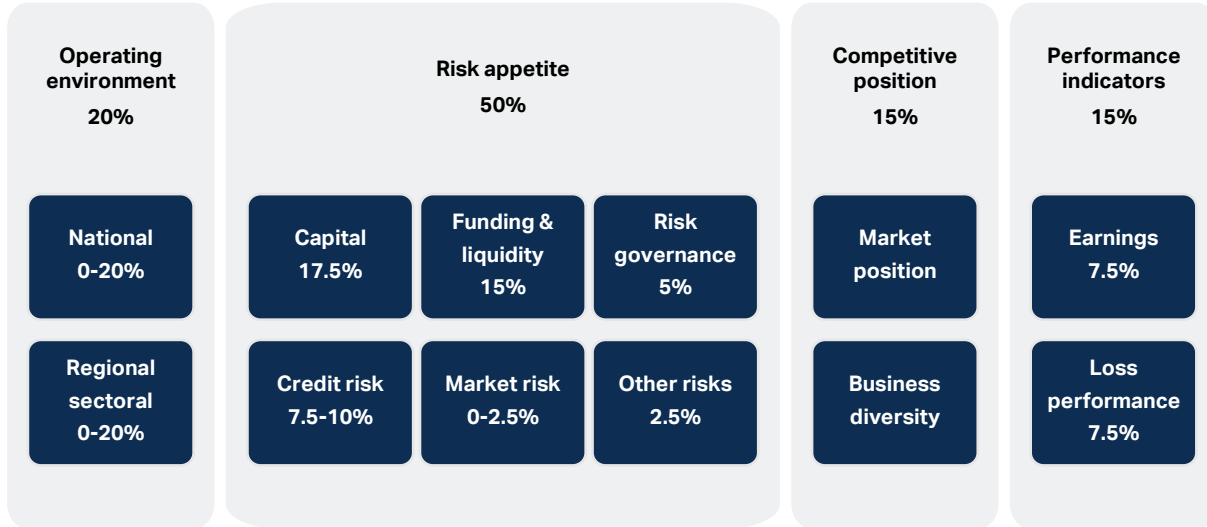 Operating
environment
20%
Risk appetite
50%
Competitive
position
15%
Performance
indicators
15%
National
0-20%
Capital
17.5%
Funding &
liquidity
15%
Risk
governance
5%
Market
position
Earnings
7.5%
Regional
sectoral
0-20%
Credit risk
7.5-10%
Market risk
0-2.5%
Other risks
2.5%
Business
diversity
Loss
performance
7.5%